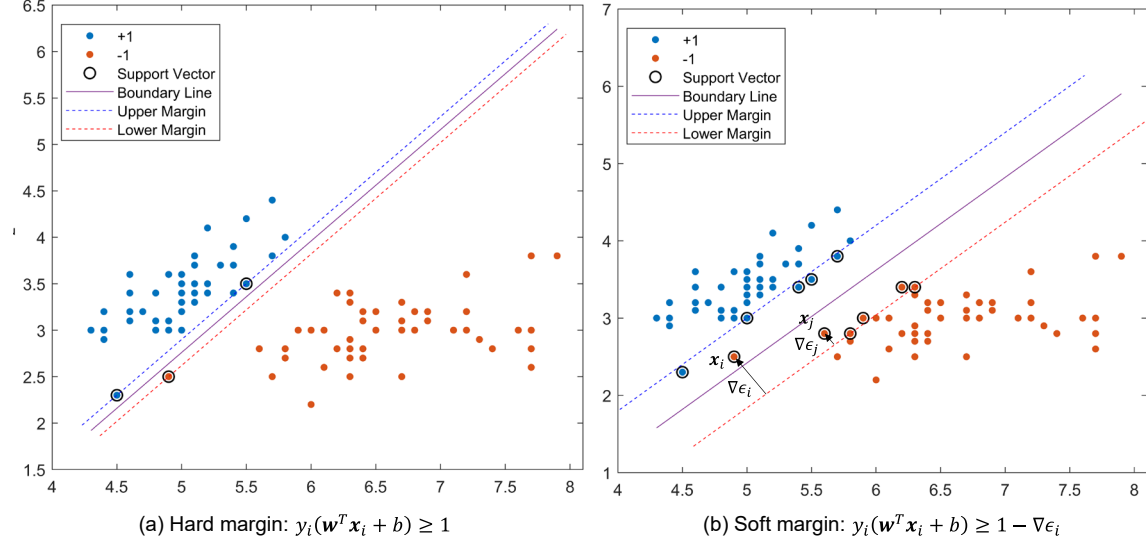 6.5
6
5.5
5
4.5
4
3.5
3
2.5
2
1.5
+1
-1
Support Vector
Boundary Line
Upper Margin
Lower Margin
4 4.5 5 5.5 6 6.5 7 7.5 8
(a) Hard margin: yᵢ(𝒘ᵀ𝒙ᵢ + b) ≥ 1
7
6
5
4
3
2
1
+1
-1
Support Vector
Boundary Line
Upper Margin
Lower Margin
𝒙ⱼ
∇ϵⱼ
𝒙ᵢ
∇ϵᵢ
4 4.5 5 5.5 6 6.5 7 7.5 8
(b) Soft margin: yᵢ(𝒘ᵀ𝒙ᵢ + b) ≥ 1 − ∇ϵᵢ